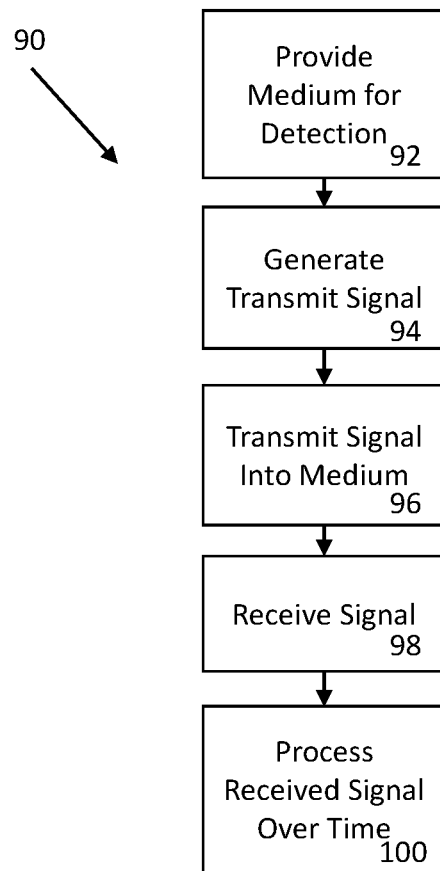 90
Provide
Medium for
Detection
92
Generate
Transmit Signal
94
Transmit Signal
Into Medium
96
Receive Signal
98
Process
Received Signal
Over Time
100